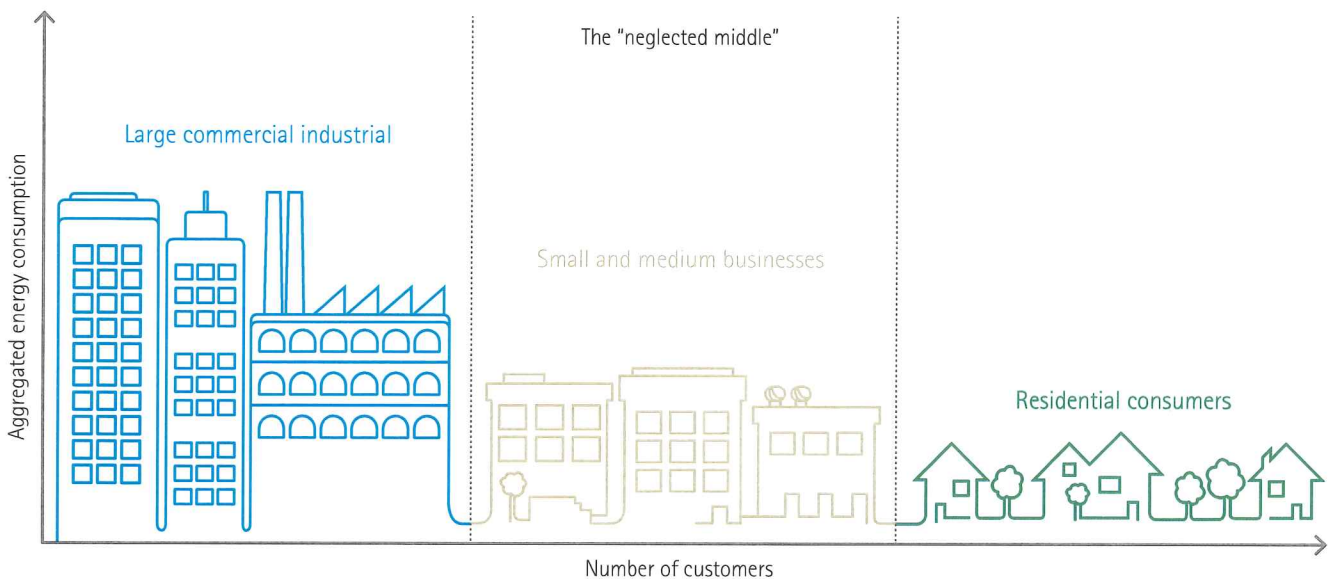 The “neglected middle”
Large commercial industrial
Small and medium businesses
Residential consumers
Aggregated energy consumption
Number of customers